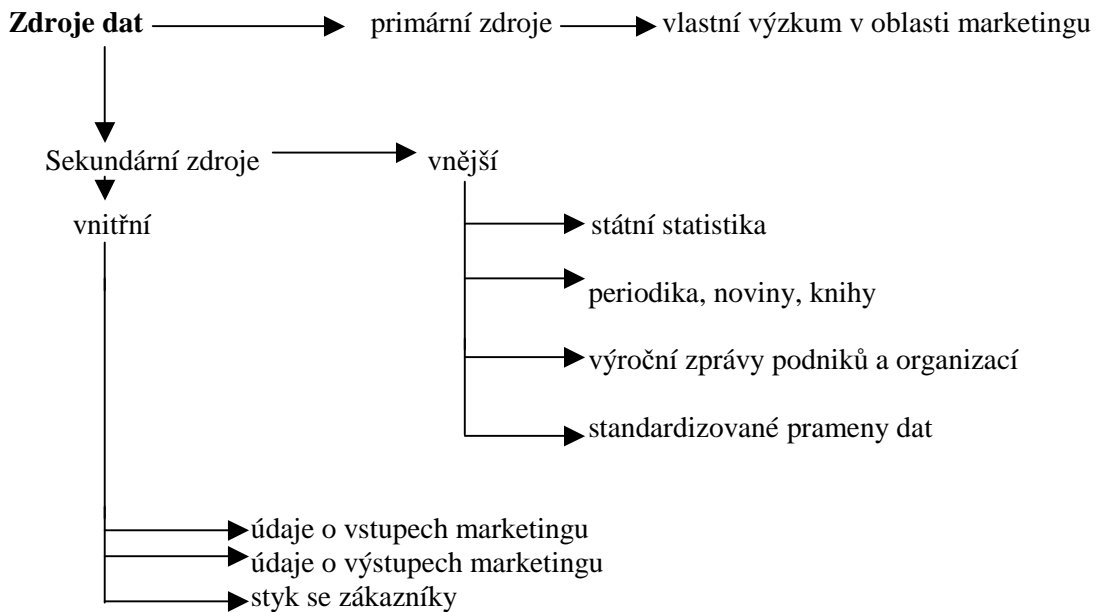 Zdroje dat primární zdroje vlastní výzkum v oblasti marketingu
Sekundární zdroje vnější
vnitřní
státní statistika
periodika, noviny, knihy
výroční zprávy podniků a organizací
standardizované prameny dat
údaje o vstupech marketingu
údaje o výstupech marketingu
styk se zákazníky